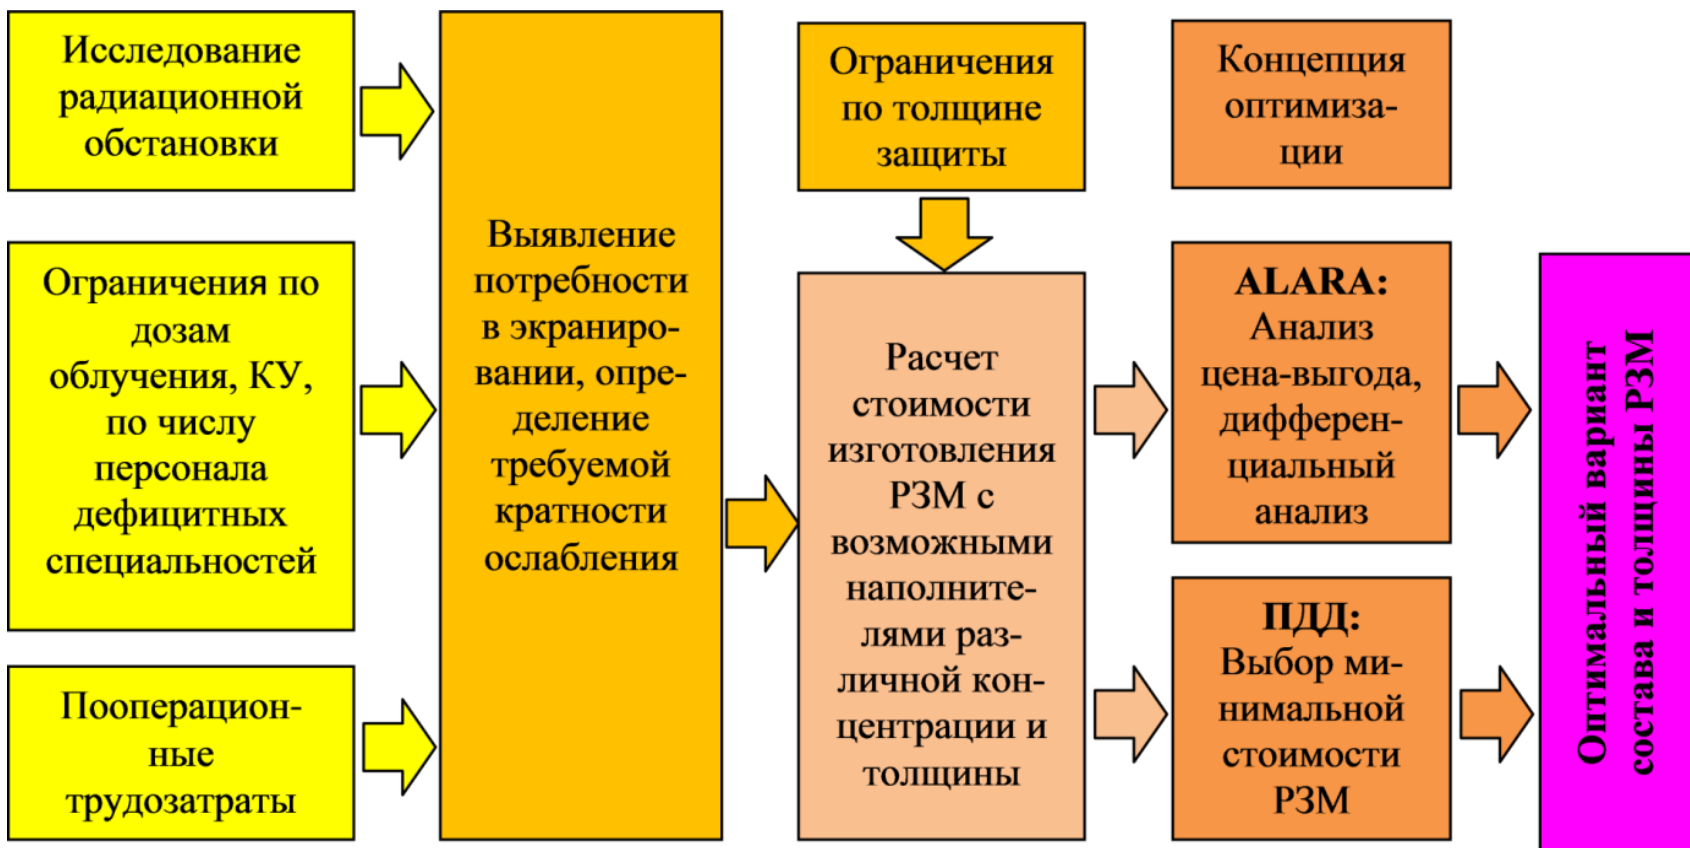 Исследование
радиационной
обстановки
Ограничения по
дозам
облучения, КУ,
по числу
персонала
дефицитных
специальностей
Пооперацион-
ные
трудозатраты
Выявление
потребности
в экраниро-
вании, опре-
деление
требуемой
кратности
ослабления
Ограничения
по толщине
защиты
Расчет
стоимости
изготовления
РЗМ с
возможными
наполните-
лями раз-
личной кон-
центрации и
толщины
Концепция
оптимиза-
ции
ALARA:
Анализ
цена-выгода,
дифферен-
циальный
анализ
ПДД:
Выбор ми-
нимальной
стоимости
РЗМ
Оптимальный вариант
состава и толщины РЗМ